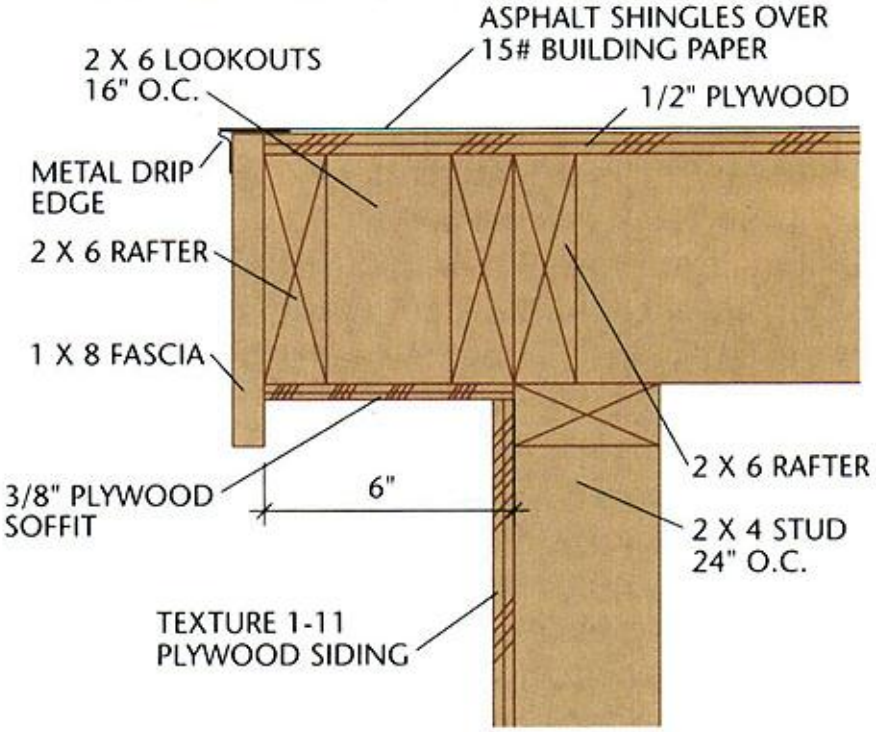 ASPHALT SHINGLES OVER
15# BUILDING PAPER
2 X 6 LOOKOUTS
16" O.C.
1/2" PLYWOOD
METAL DRIP
EDGE
2 X 6 RAFTER
1 X 8 FASCIA
3/8" PLYWOOD
SOFFIT
6"
2 X 6 RAFTER
2 X 4 STUD
24" O.C.
TEXTURE 1-11
PLYWOOD SIDING